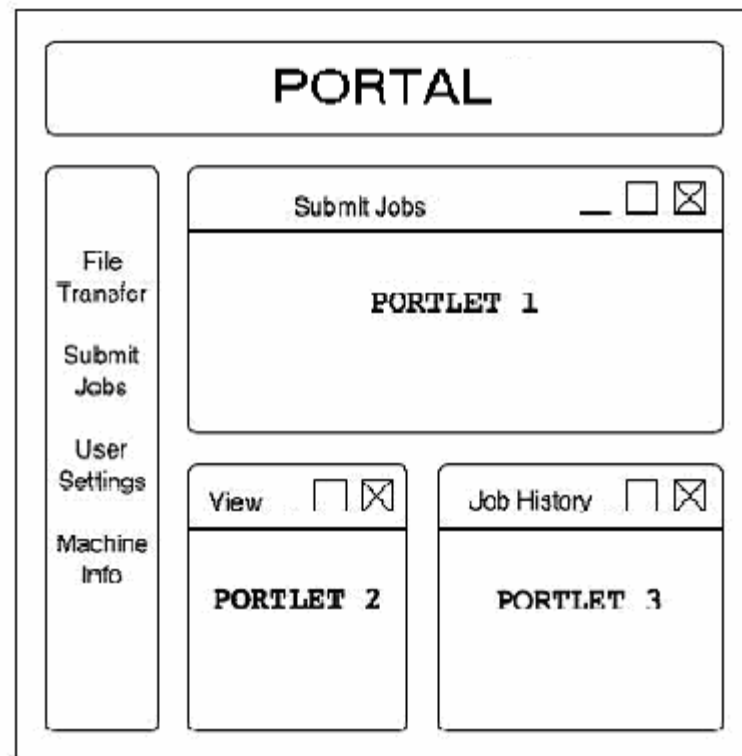 PORTAL
File
Transfer
Submit
Jobs
User
Settings
Machine
Info
Submit Jobs
PORTLET 1
View
PORTLET 2
Job History
PORTLET 3